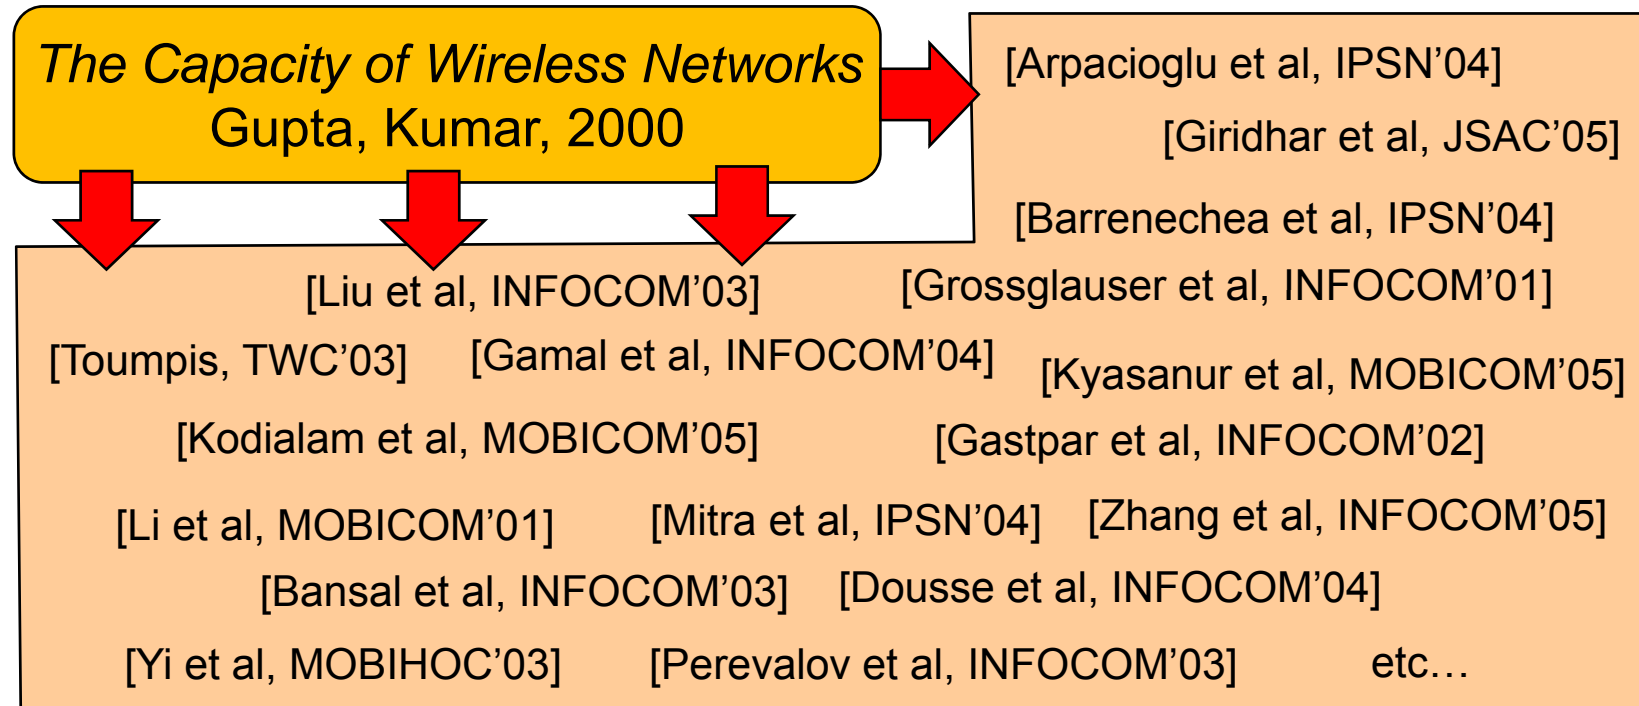 The Capacity of Wireless Networks
Gupta, Kumar, 2000
[Arpacioglu et al, IPSN’04]
[Giridhar et al, JSAC’05]
[Barrenechea et al, IPSN’04]
[Liu et al, INFOCOM’03]
[Grossglauser et al, INFOCOM’01]
[Toumpis, TWC’03]
[Gamal et al, INFOCOM’04]
[Kyasanur et al, MOBICOM’05]
[Kodialam et al, MOBICOM’05]
[Gastpar et al, INFOCOM’02]
[Li et al, MOBICOM’01]
[Mitra et al, IPSN’04]
[Zhang et al, INFOCOM’05]
[Bansal et al, INFOCOM’03]
[Dousse et al, INFOCOM’04]
[Yi et al, MOBIHOC’03]
[Perevalov et al, INFOCOM’03]
etc…